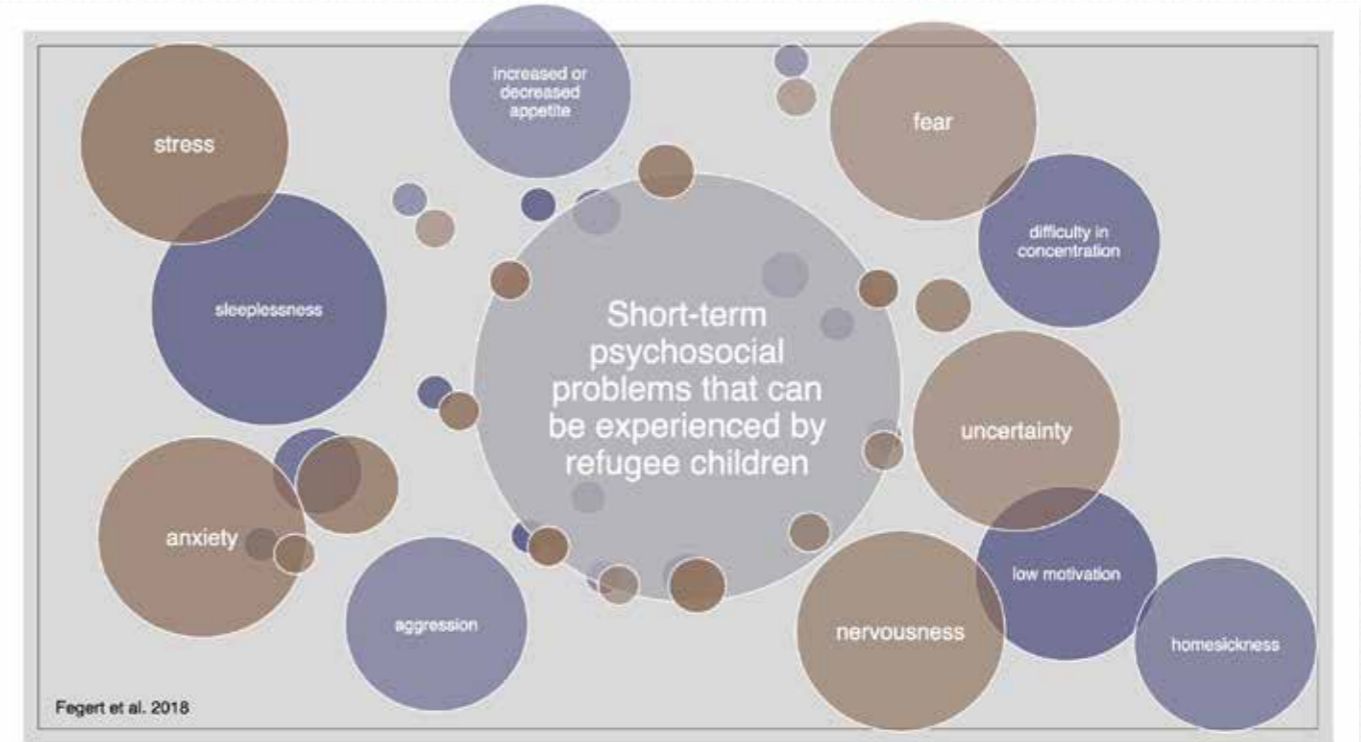 increased or
decreased
appetite
stress
fear
difficulty in
concentration
sleeplessness
Short-term
psychosocial
problems that can
be experienced by
refugee children
uncertainty
anxiety
low motivation
aggression
nervousness
homesickness
Fegert et al. 2018